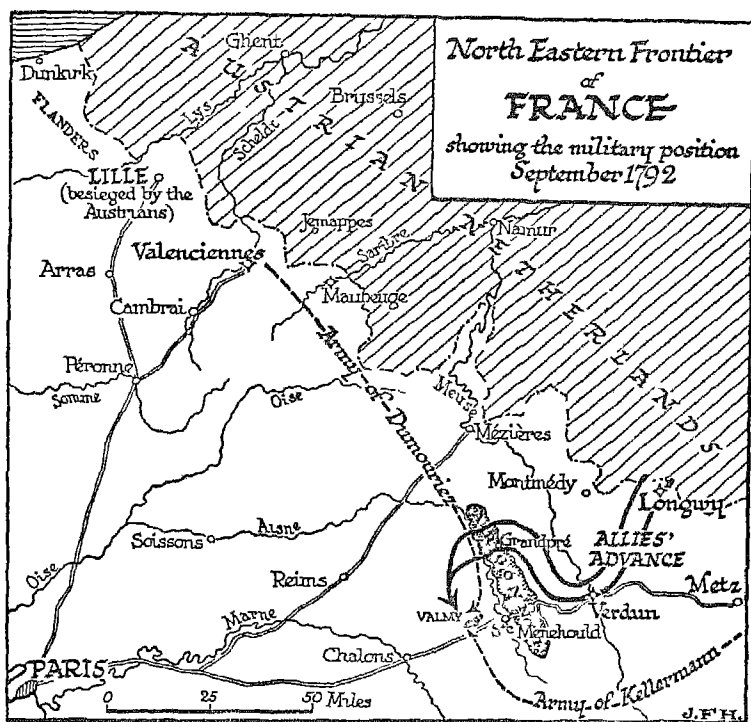 North Eastern Frontier
of
FRANCE
showing the military position
September 1792
AUSTRIAN
NETHERLANDS
Dunkirk
FLANDERS
Ghent
Lys
Scheldt
Brussels
LILLE
(besieged by the
Austrians)
Jemappes
Namur
Sambre
Valenciennes
Arras
Maubeuge
Cambrai
Army of Dumouriez
Péronne
Somme
Oise
Meuse
Mézières
Montmédy
Longwy
Aisne
Soissons
Grandpré
ALLIES'
ADVANCE
Oise
Reims
Metz
Verdun
Marne
VALMY
Ste
Menehould
PARIS
Chalons
Army of Kellermann
0 25 50 Miles
J.F.H.